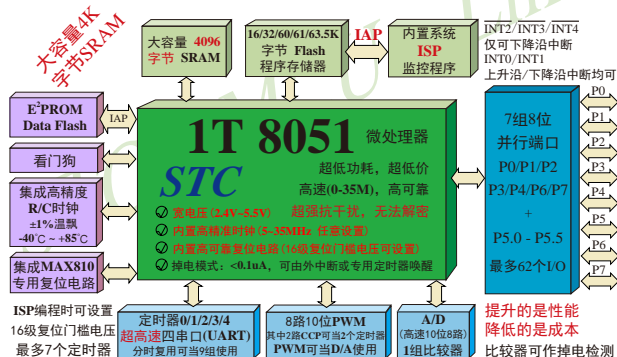 大容量4K
字节SRAM
大容量 4096
字节 SRAM
16/32/60/61/63.5K
字节 Flash
程序存储器
IAP
内置系统
ISP
监控程序
INT2/INT3/INT4
仅可下降沿中断
INT0/INT1
上升沿/下降沿中断均可
E²PROM
Data Flash
IAP
看门狗
集成高精度
R/C时钟
±1%温飘
-40℃ ~ +85℃
集成MAX810
专用复位电路
1T 8051 微处理器
STC
超低功耗，超低价
高速(0-35M)，高可靠
宽电压(2.4V~5.5V) 超强抗干扰，无法解密
内置高精准时钟(5~35MHz 任意设置)
内置高可靠复位电路(16级复位门槛电压可设置)
掉电模式：<0.1uA，可由外中断或专用定时器唤醒
7组8位
并行端口
P0/P1/P2
P3/P4/P6/P7
+
P5.0 - P5.5
最多62个I/O
P0
P1
P2
P3
P4
P5
P6
P7
ISP编程时可设置
16级复位门槛电压
最多7个定时器
定时器0/1/2/3/4
超高速四串口(UART)
分时复用可当9组使用
8路10位PWM
其中2路CCP可当2个定时器
PWM可当D/A使用
A/D
(高速10位8路)
1组比较器
提升的是性能
降低的是成本
比较器可作掉电检测